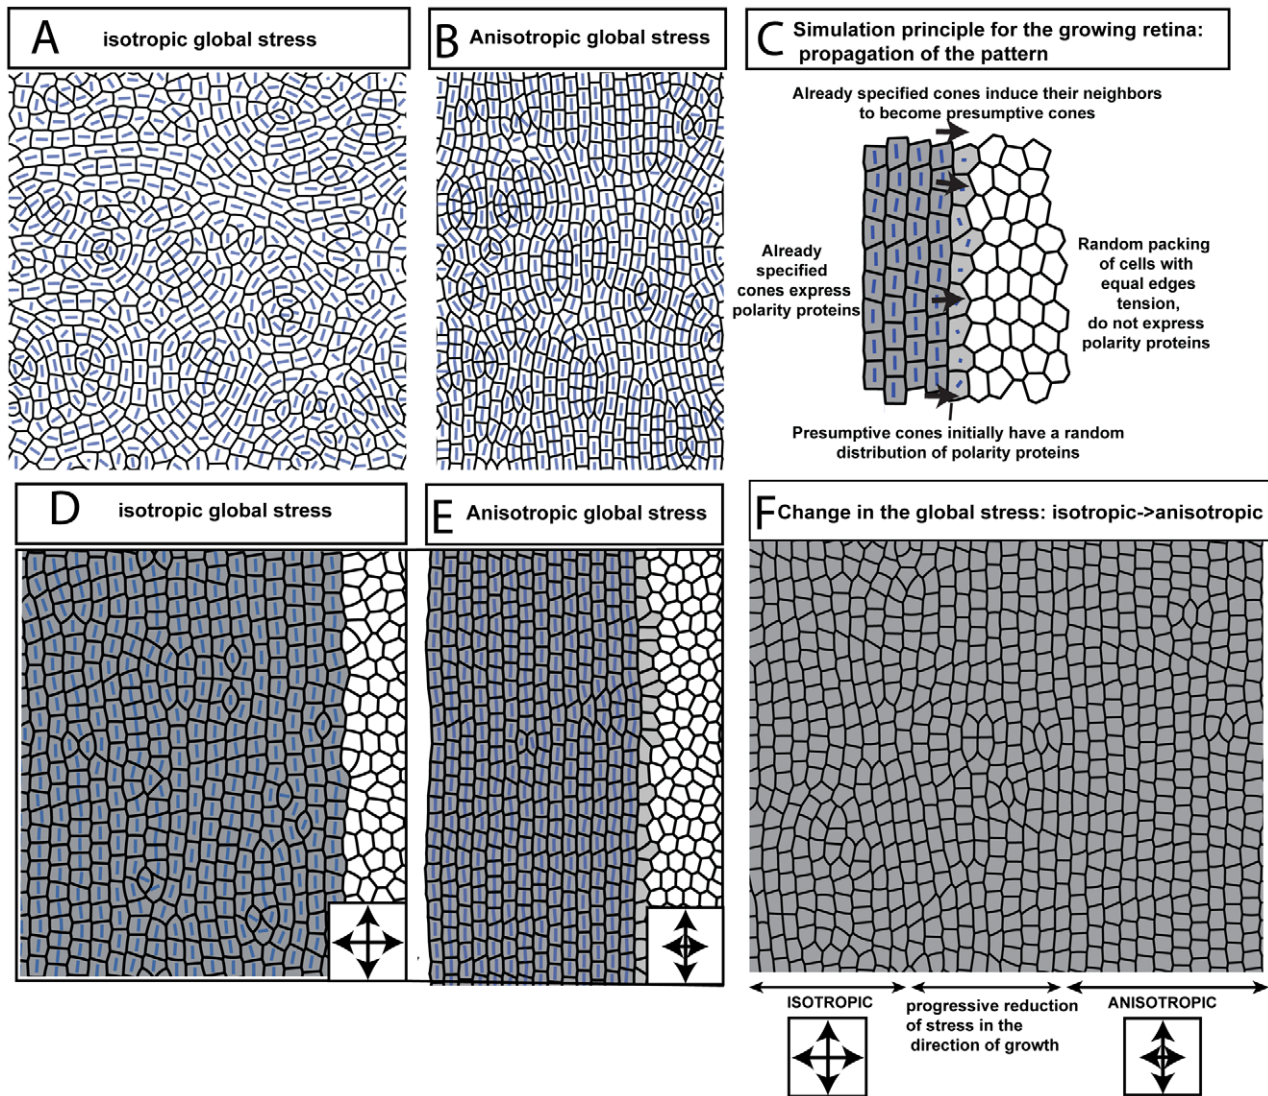 A isotropic global stress
B Anisotropic global stress
C Simulation principle for the growing retina:
propagation of the pattern
Already specified cones induce their neighbors
to become presumptive cones
Already
specified
cones express
polarity proteins
Random packing
of cells with
equal edges
tension,
do not express
polarity proteins
Presumptive cones initially have a random
distribution of polarity proteins
D isotropic global stress
E Anisotropic global stress
F Change in the global stress: isotropic->anisotropic
ISOTROPIC
progressive reduction
of stress in the
direction of growth
ANISOTROPIC